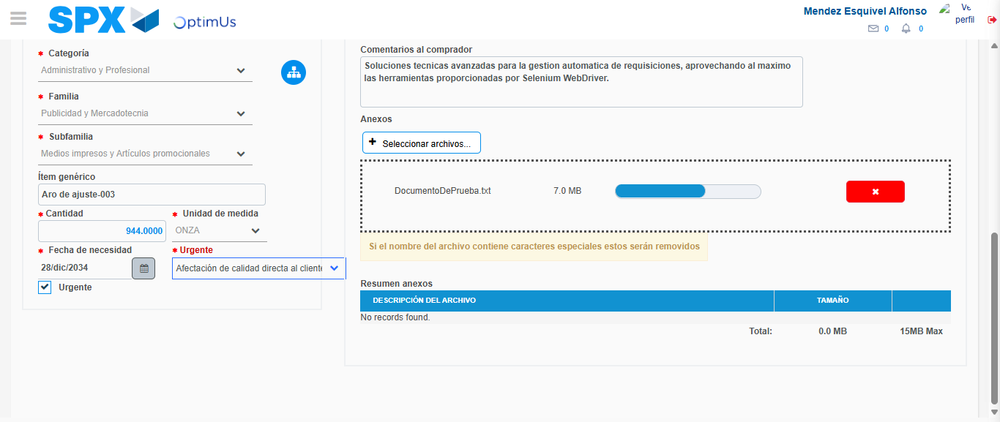 SPX
OptimUs
Mendez Esquivel Alfonso
Ve
perfil
0
0
* Categoría
Administrativo y Profesional
* Familia
Publicidad y Mercadotecnia
* Subfamilia
Medios impresos y Artículos promocionales
Ítem genérico
Aro de ajuste-003
* Cantidad
* Unidad de medida
944.0000
ONZA
* Fecha de necesidad
* Urgente
28/dic/2034
Afectación de calidad directa al cliente
Urgente
Comentarios al comprador
Soluciones tecnicas avanzadas para la gestion automatica de requisiciones, aprovechando al maximo
las herramientas proporcionadas por Selenium WebDriver.
Anexos
+ Seleccionar archivos...
DocumentoDePrueba.txt
7.0 MB
Si el nombre del archivo contiene caracteres especiales estos serán removidos
Resumen anexos
DESCRIPCIÓN DEL ARCHIVO
TAMAÑO
No records found.
Total:
0.0 MB
15MB Max